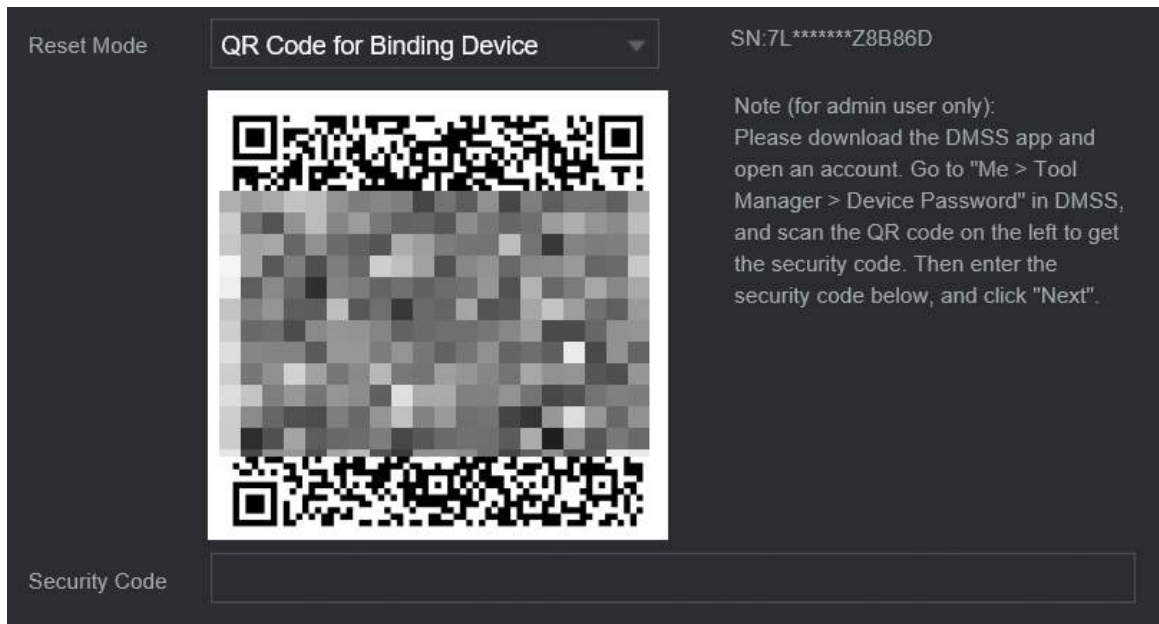 Reset Mode
QR Code for Binding Device
SN:7L*******Z8B86D
Note (for admin user only):
Please download the DMSS app and
open an account. Go to "Me > Tool
Manager > Device Password" in DMSS,
and scan the QR code on the left to get
the security code. Then enter the
security code below, and click "Next".
Security Code